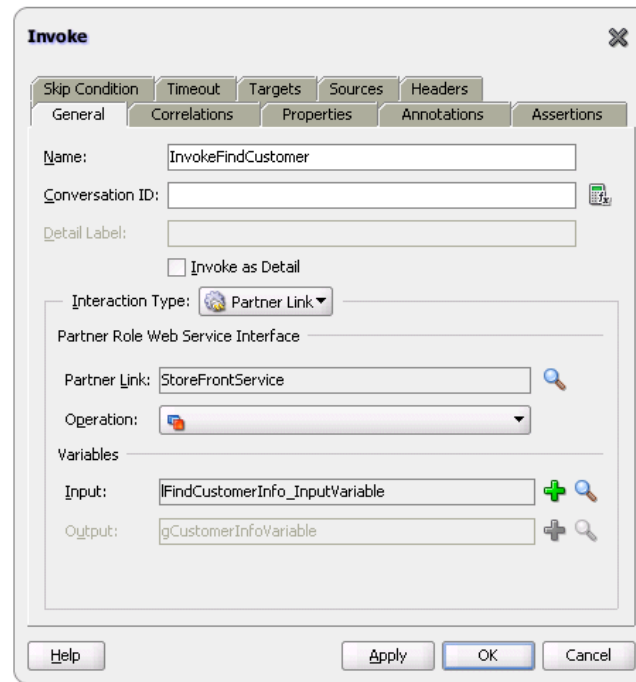 Invoke
Skip Condition Timeout Targets Sources Headers
General Correlations Properties Annotations Assertions
Name: InvokeFindCustomer
Conversation ID:
Detail Label:
Invoke as Detail
Interaction Type: Partner Link
Partner Role Web Service Interface
Partner Link: StoreFrontService
Operation:
Variables
Input: lFindCustomerInfo_InputVariable
Output: gCustomerInfoVariable
Help Apply OK Cancel